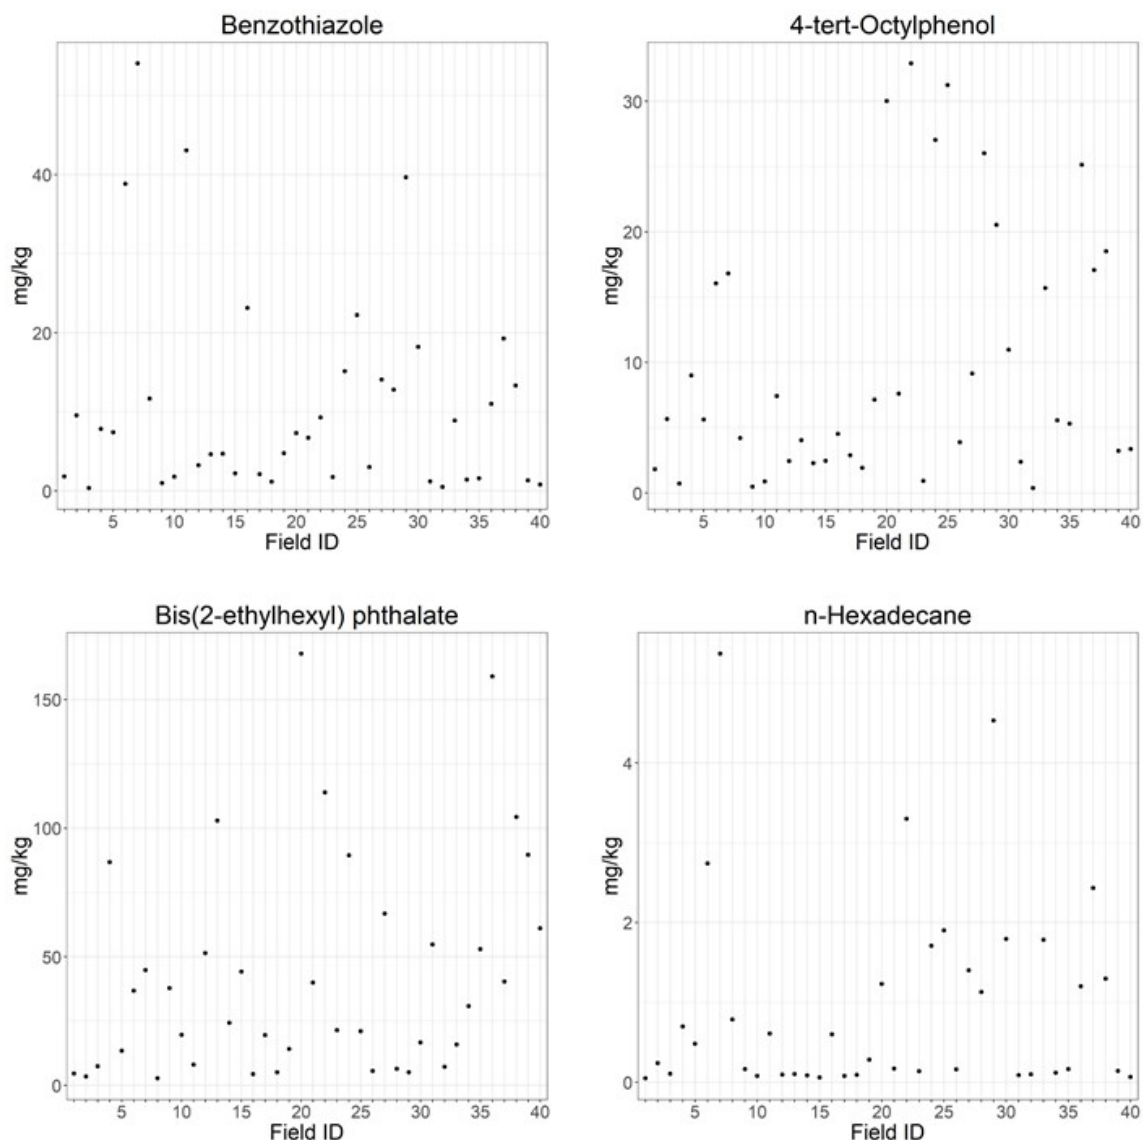 Benzothiazole
40
20
0
mg/kg
5 10 15 20 25 30 35 40
Field ID
4-tert-Octylphenol
30
20
10
0
mg/kg
5 10 15 20 25 30 35 40
Field ID
Bis(2-ethylhexyl) phthalate
150
100
50
0
mg/kg
5 10 15 20 25 30 35 40
Field ID
n-Hexadecane
4
2
0
mg/kg
5 10 15 20 25 30 35 40
Field ID